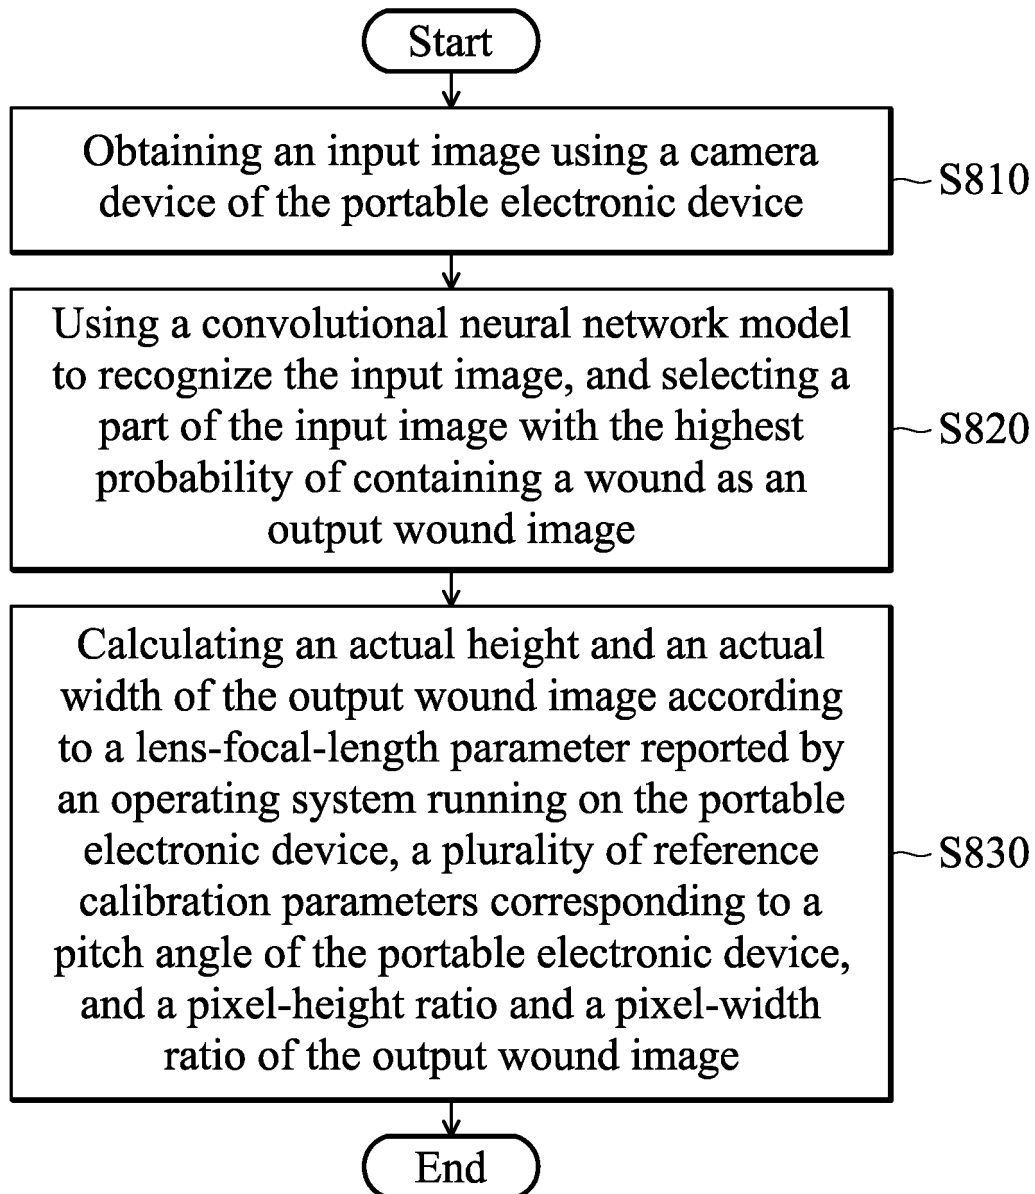 Start
Obtaining an input image using a camera
device of the portable electronic device
S810
Using a convolutional neural network model
to recognize the input image, and selecting a
part of the input image with the highest
probability of containing a wound as an
output wound image
S820
Calculating an actual height and an actual
width of the output wound image according
to a lens-focal-length parameter reported by
an operating system running on the portable
electronic device, a plurality of reference
calibration parameters corresponding to a
pitch angle of the portable electronic device,
and a pixel-height ratio and a pixel-width
ratio of the output wound image
S830
End